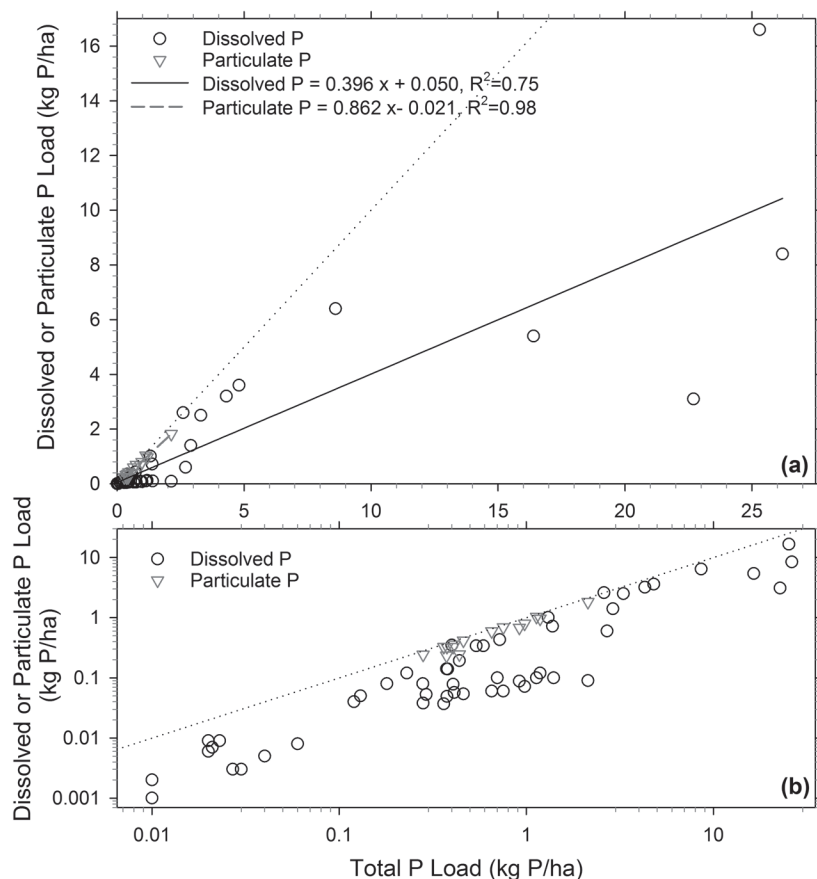 Dissolved or Particulate P Load (kg P/ha)
16
14
12
10
8
6
4
2
0
Dissolved P
Particulate P
Dissolved P = 0.396 x + 0.050, R²=0.75
Particulate P = 0.862 x- 0.021, R²=0.98
(a)
0 5 10 15 20 25
Dissolved or Particulate P Load
(kg P/ha)
10
1
0.1
0.01
0.001
Dissolved P
Particulate P
(b)
0.01 0.1 1 10
Total P Load (kg P/ha)